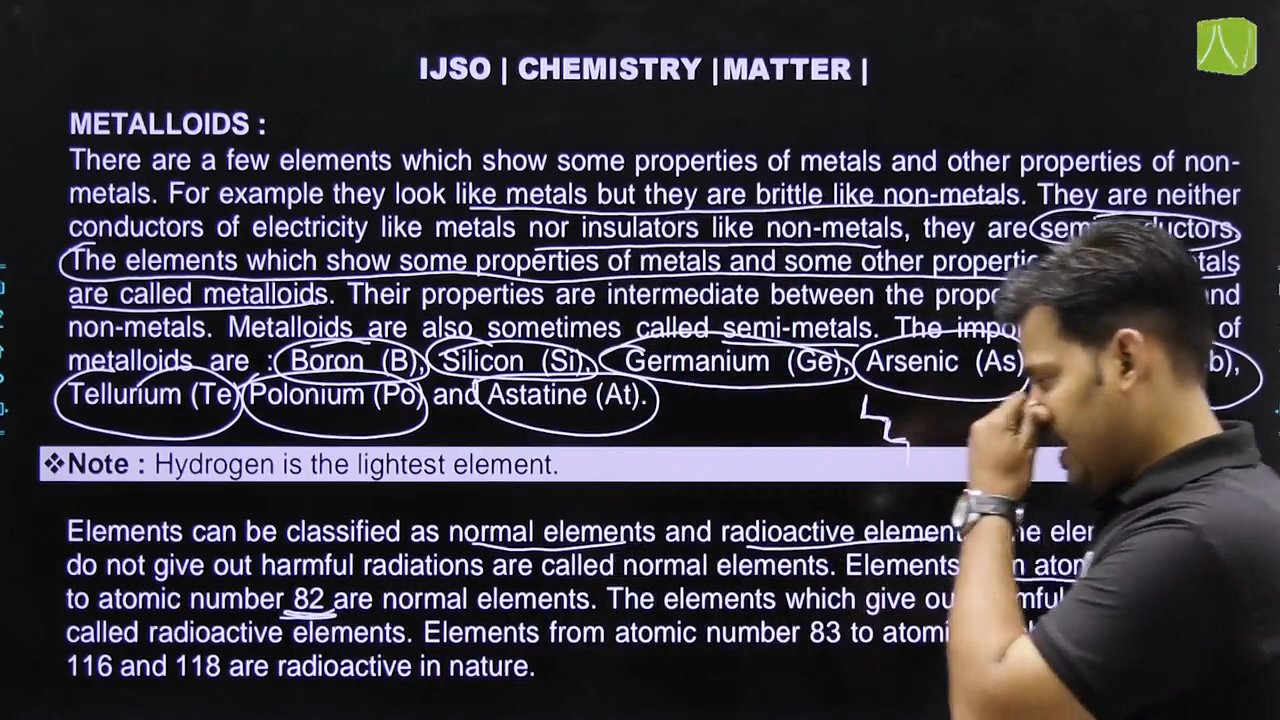 IJSO | CHEMISTRY |MATTER |
METALLOIDS :
There are a few elements which show some properties of metals and other properties of non-
metals. For example they look like metals but they are brittle like non-metals. They are neither
conductors of electricity like metals nor insulators like non-metals, they are
The elements which show some properties of metals and some other
are called metalloids. Their properties are intermediate between the
non-metals. Metalloids are also sometimes called semi-metals. The of
metalloids are : Boron (B), Silicon (Si), Germanium (Ge), Arsenic (As)
Tellurium (Te) Polonium (Po) and Astatine (At).
❖Note : Hydrogen is the lightest element.
Elements can be classified as normal elements and radioactive
do not give out harmful radiations are called normal elements. Elements
to atomic number 82 are normal elements. The elements which give
called radioactive elements. Elements from atomic number 83 to
116 and 118 are radioactive in nature.